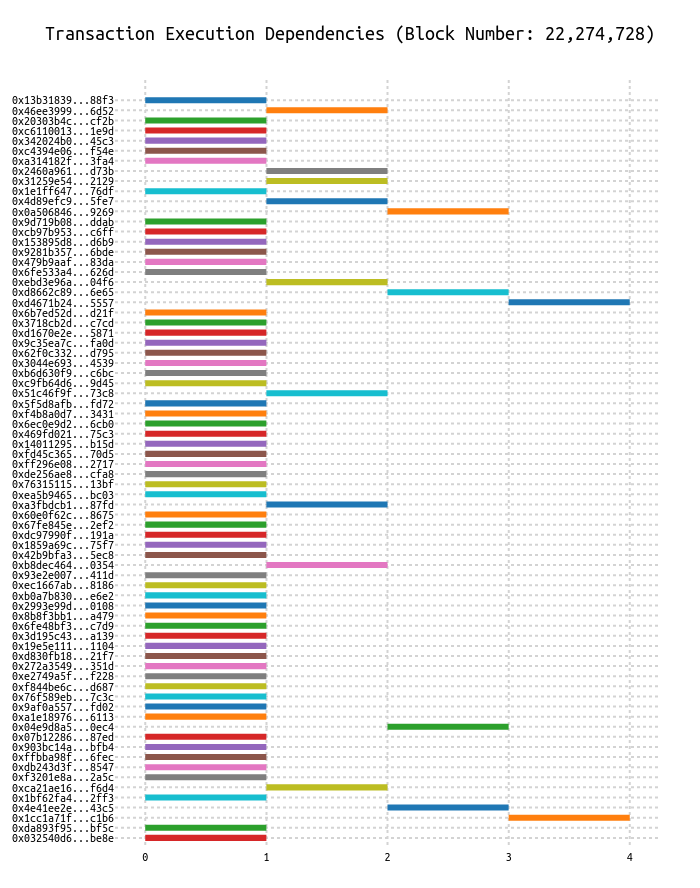 Transaction Execution Dependencies (Block Number: 22,274,728)
0x13b31839...88f3
0x46ee3999...6d52
0x20303b4c...cf2b
0xc6110013...1e9d
0x342024b0...45c3
0xc4394e06...f54e
0xa314182f...3fa4
0x2460a961...d73b
0x31259e54...2129
0x1e1ff647...76df
0x4d89efc9...5fe7
0x0a506846...9269
0x9d719b08...ddab
0xcb97b953...c6ff
0x153895d8...d6b9
0x9281b357...6bde
0x479b9aaf...83da
0x6fe533a4...626d
0xebd3e96a...04f6
0xd8662c89...6e65
0xd4671b24...5557
0x6b7ed52d...d21f
0x3718cb2d...c7cd
0xd1670e2e...5871
0x9c35ea7c...fa0d
0x62f0c332...d795
0x3044e693...4539
0xb6d630f9...c6bc
0xc9fb64d6...9d45
0x51c46f9f...73c8
0x5f5d8afb...fd72
0xf4b8a0d7...3431
0x6ec0e9d2...6cb0
0x469fd021...75c3
0x14011295...b15d
0xfd45c365...70d5
0xff296e08...2717
0xde256ae8...cfa8
0x76315115...13bf
0xea5b9465...bc03
0xa3fbdcb1...87fd
0x60e0f62c...8675
0x67fe845e...2ef2
0xdc97990f...191a
0x1859a69c...75f7
0x42b9bfa3...5ec8
0xb8dec464...0354
0x93e2e007...411d
0xec1667ab...8186
0xb0a7b830...e6e2
0x2993e99d...0108
0x8b8f3bb1...a479
0x6fe48bf3...c7d9
0x3d195c43...a139
0x19e5e111...1104
0xd830fb18...21f7
0x272a3549...351d
0xe2749a5f...f228
0xf844be6c...d687
0x76f589eb...7c3c
0x9af0a557...fd02
0xa1e18976...6113
0x04e9d8a5...0ec4
0x07b12286...87ed
0x903bc14a...bfb4
0xffbba98f...6fec
0xdb243d3f...8547
0xf3201e8a...2a5c
0xca21ae16...f6d4
0x1bf62fa4...2ff3
0x4e41ee2e...43c5
0x1cc1a71f...c1b6
0xda893f95...bf5c
0x032540d6...be8e
0 1 2 3 4